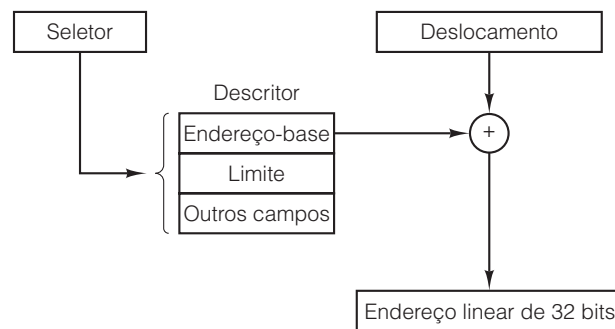 Seletor
Deslocamento
Descritor
Endereço-base
+
Limite
Outros campos
Endereço linear de 32 bits